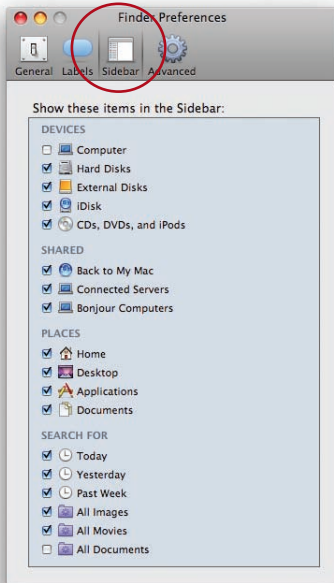 Finder Preferences
General Labels Sidebar Advanced
Show these items in the Sidebar:
DEVICES
Computer
Hard Disks
External Disks
iDisk
CDs, DVDs, and iPods
SHARED
Back to My Mac
Connected Servers
Bonjour Computers
PLACES
Home
Desktop
Applications
Documents
SEARCH FOR
Today
Yesterday
Past Week
All Images
All Movies
All Documents